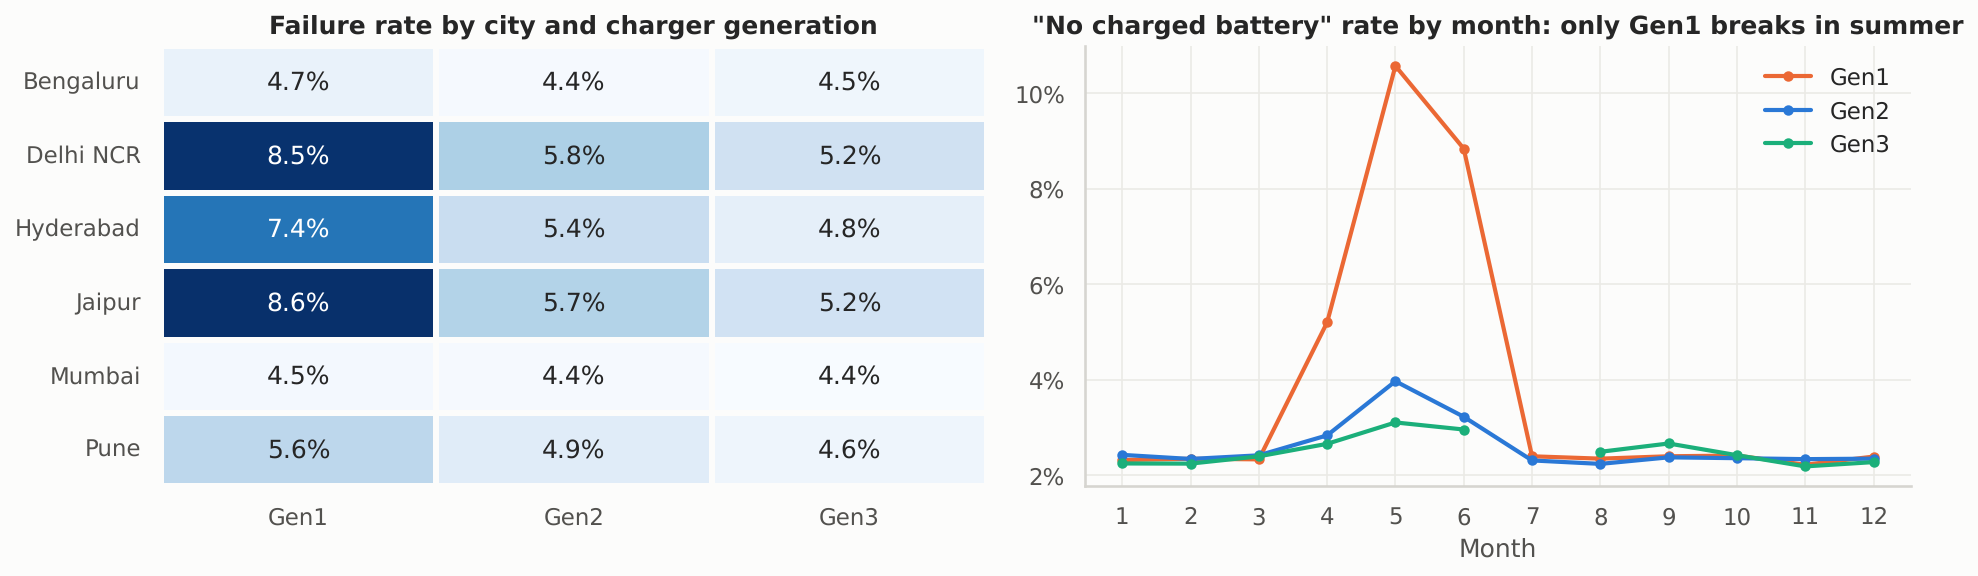 Failure rate by city and charger generation
Bengaluru 4.7% 4.4% 4.5%
Delhi NCR 8.5% 5.8% 5.2%
Hyderabad 7.4% 5.4% 4.8%
Jaipur 8.6% 5.7% 5.2%
Mumbai 4.5% 4.4% 4.4%
Pune 5.6% 4.9% 4.6%
Gen1 Gen2 Gen3
"No charged battery" rate by month: only Gen1 breaks in summer
10%
8%
6%
4%
2%
Gen1
Gen2
Gen3
1 2 3 4 5 6 7 8 9 10 11 12
Month